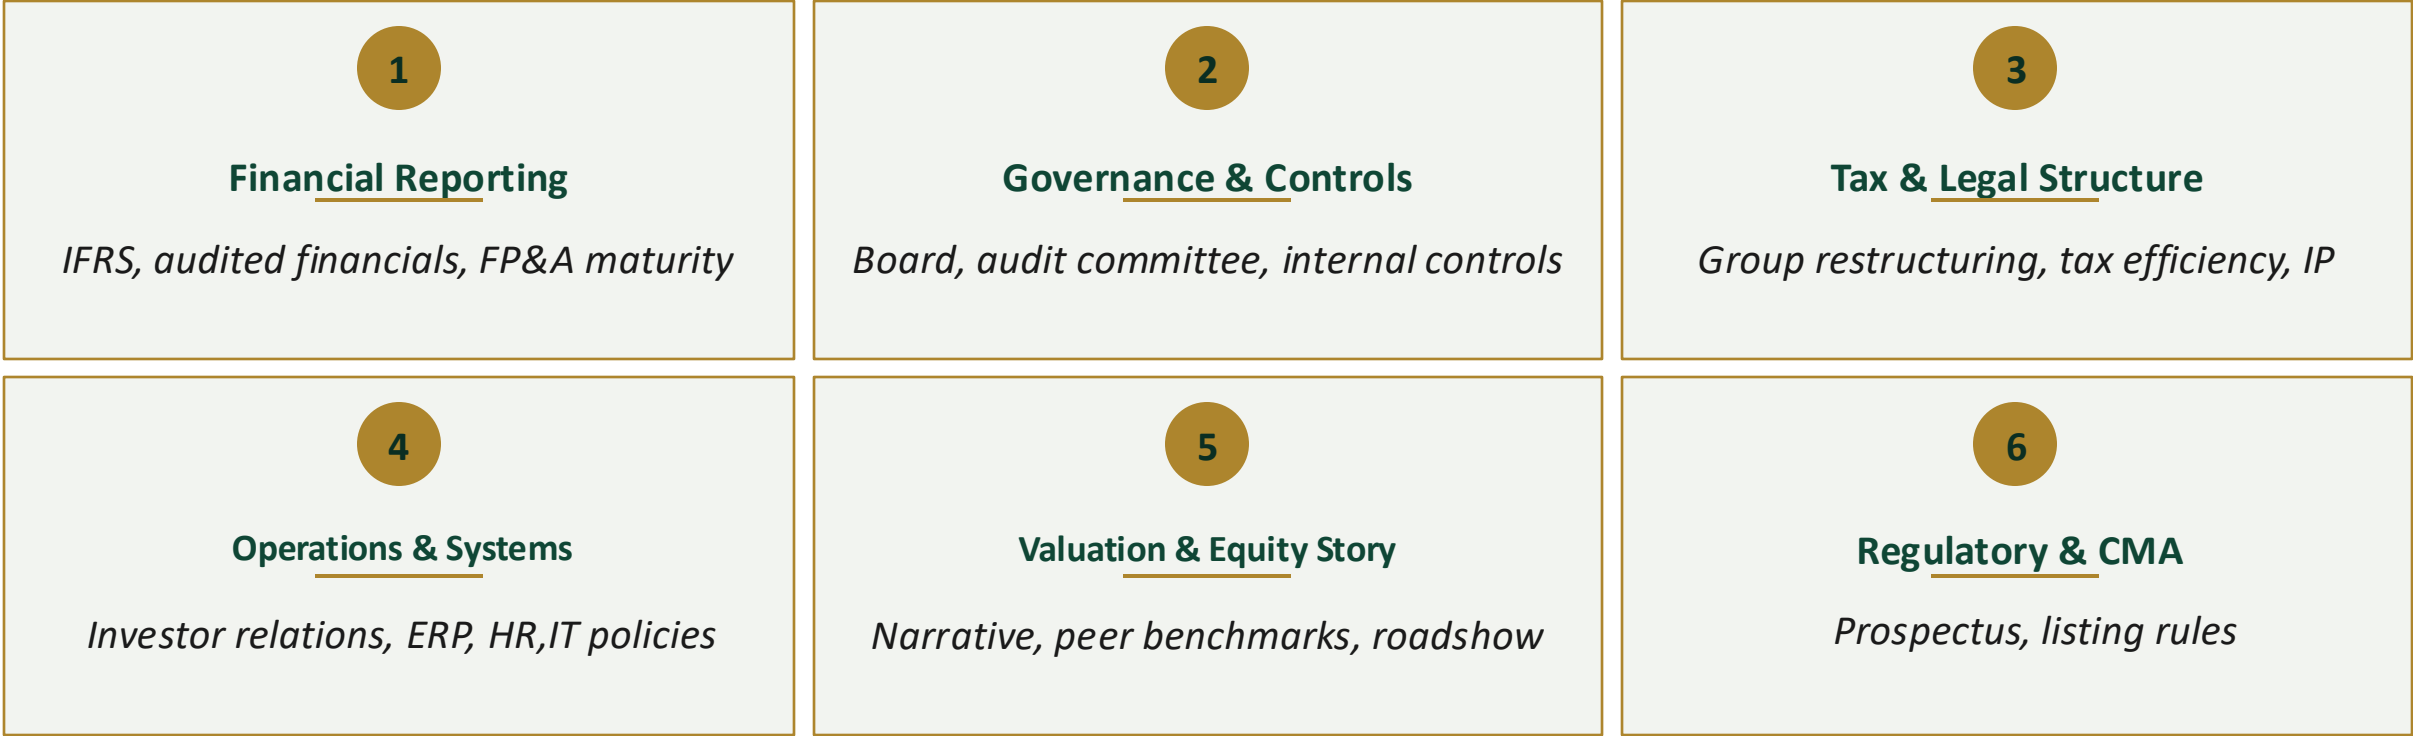 1
Financial Reporting
IFRS, audited financials, FP&A maturity
2
Governance & Controls
Board, audit committee, internal controls
3
Tax & Legal Structure
Group restructuring, tax efficiency, IP
4
Operations & Systems
Investor relations, ERP, HR,IT policies
5
Valuation & Equity Story
Narrative, peer benchmarks, roadshow
6
Regulatory & CMA
Prospectus, listing rules